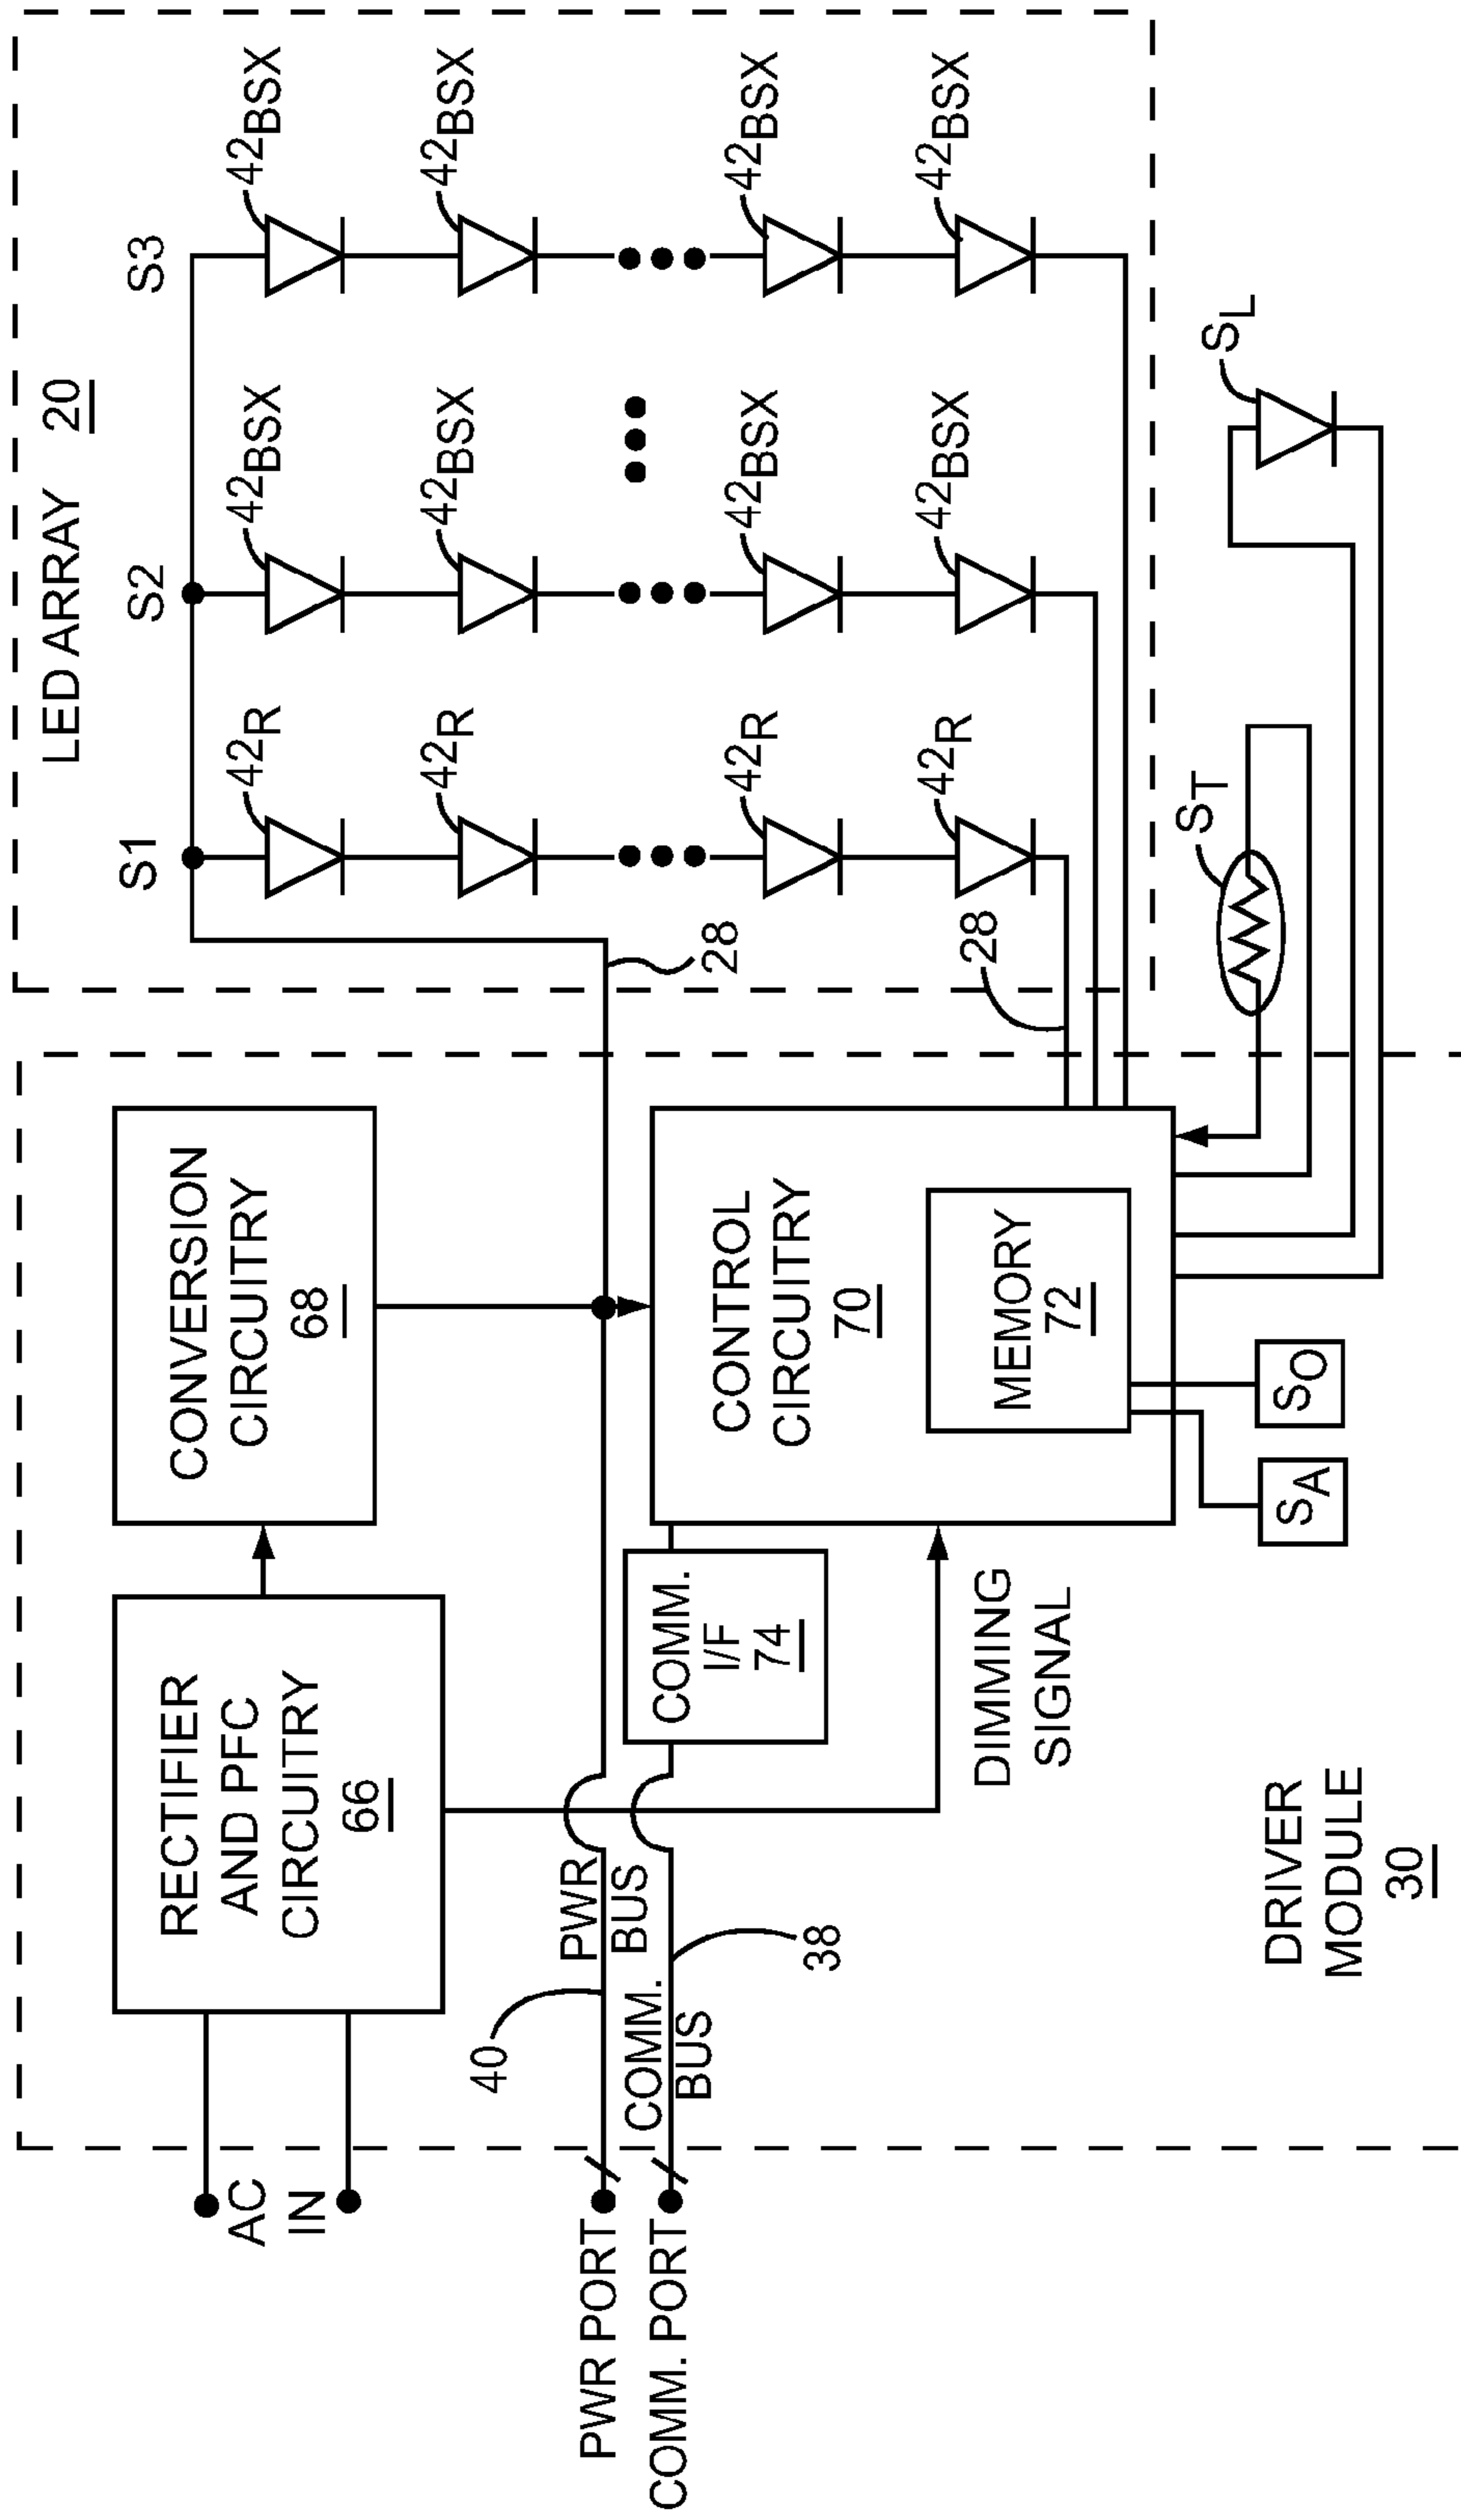 LED ARRAY 20
S1
S2
S3
42R
42BSX
42BSX
42R
42BSX
42BSX
42R
42BSX
42BSX
42R
42BSX
42BSX
28
28
CONVERSION
CIRCUITRY
68
RECTIFIER
AND PFC
CIRCUITRY
66
AC
IN
40
PWR
BUS
COMM.
BUS
38
PWR PORT
COMM. PORT
COMM.
I/F
74
CONTROL
CIRCUITRY
70
MEMORY
72
DIMMING
SIGNAL
ST
SL
SA
SO
DRIVER
MODULE
30